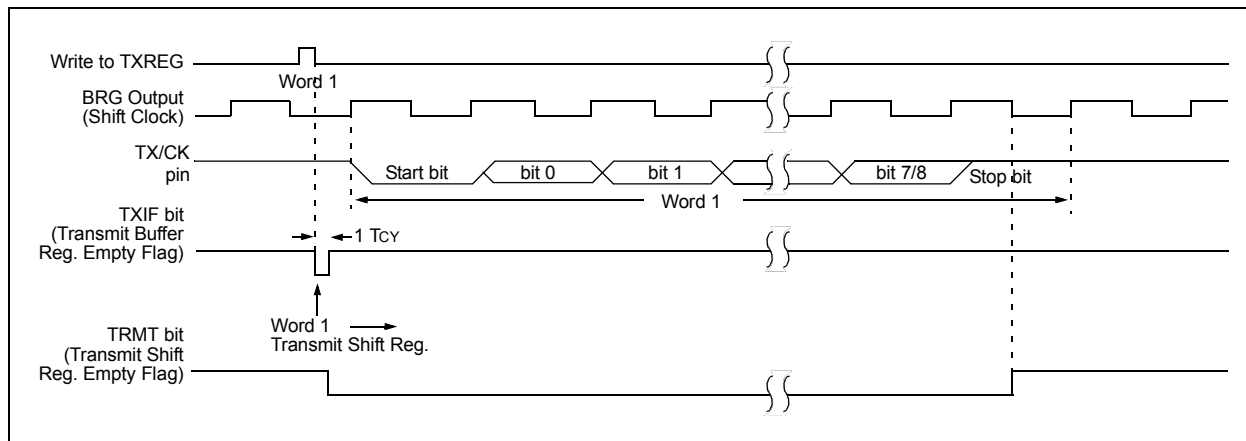 Write to TXREG
Word 1
BRG Output
(Shift Clock)
TX/CK
pin
Start bit
bit 0
bit 1
bit 7/8
Stop bit
Word 1
TXIF bit
(Transmit Buffer
Reg. Empty Flag)
1 TCY
Word 1
Transmit Shift Reg.
TRMT bit
(Transmit Shift
Reg. Empty Flag)